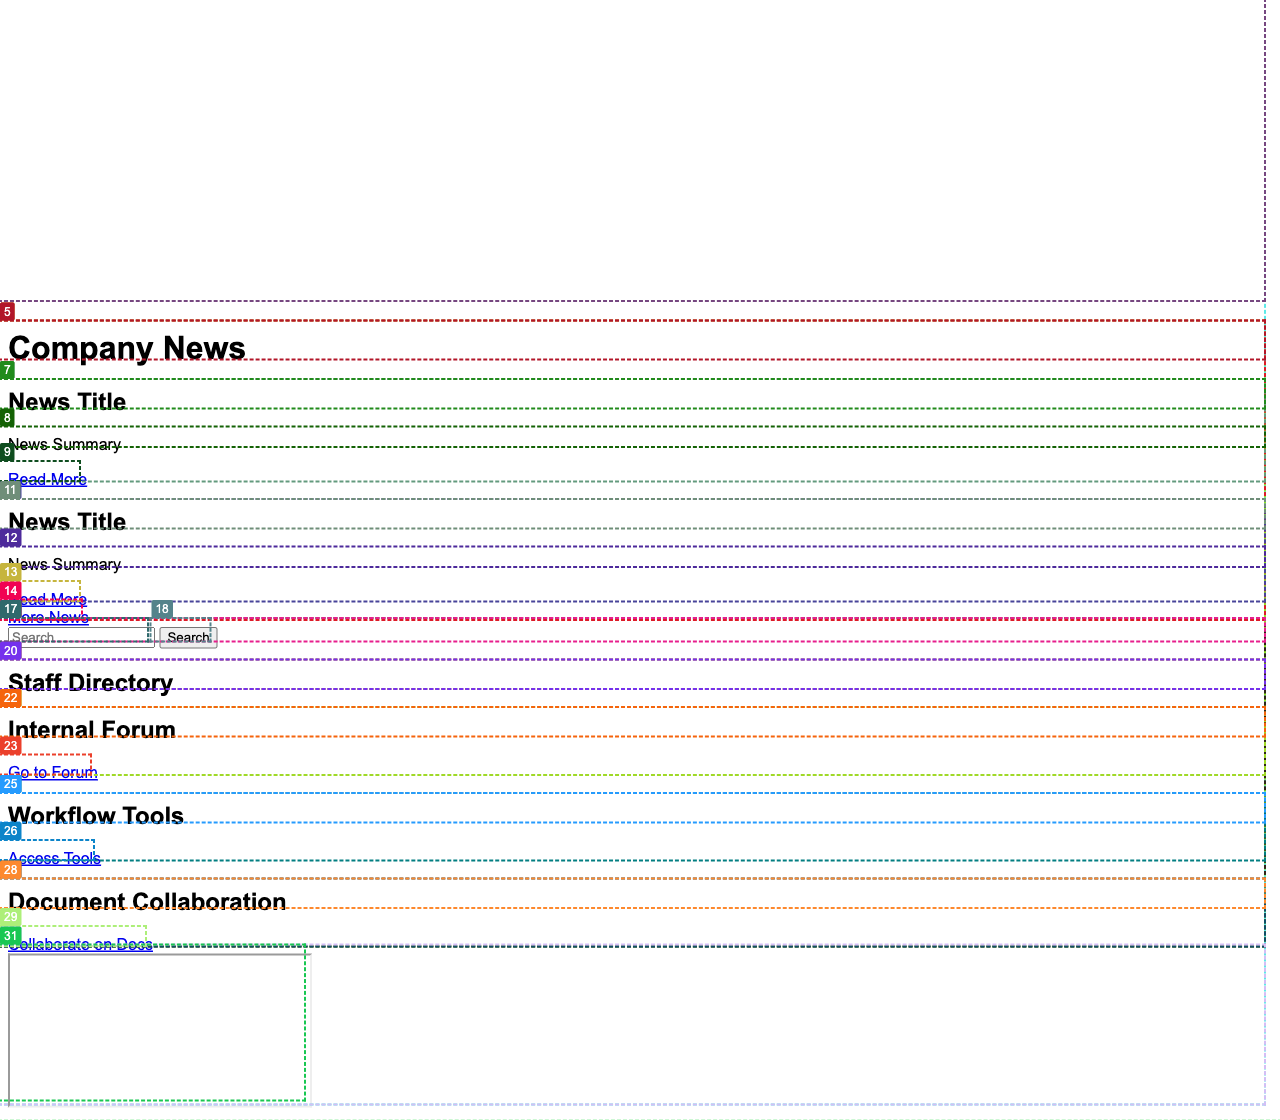 5
Company News
7
News Title
8
News Summary
9
Read More
11
News Title
12
News Summary
13
Read More
14
More News
17
18
Search
Search
20
Staff Directory
22
Internal Forum
23
Go to Forum
25
Workflow Tools
26
Access Tools
28
Document Collaboration
29
Collaborate on Docs
31